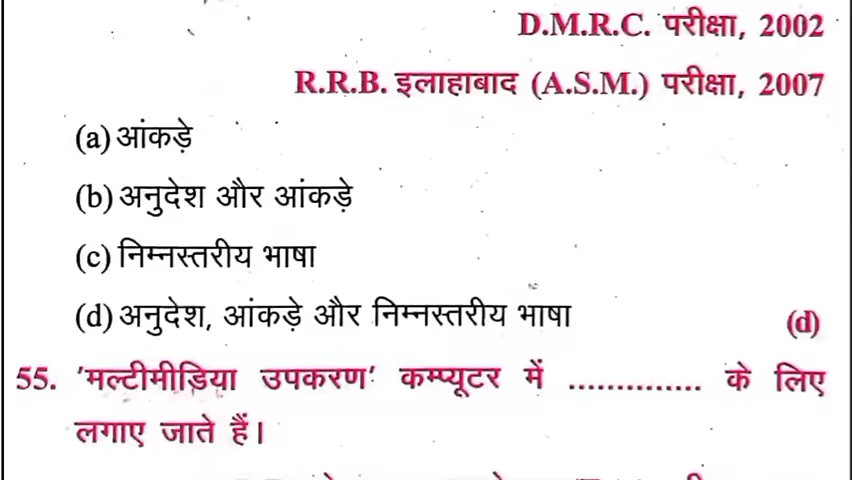 D.M.R.C. परीक्षा, 2002
R.R.B. इलाहाबाद (A.S.M.) परीक्षा, 2007
(a) आंकड़े
(b) अनुदेश और आंकड़े
(c) निम्नस्तरीय भाषा
(d) अनुदेश, आंकड़े और निम्नस्तरीय भाषा (d)
55. 'मल्टीमीडिया उपकरण' कम्प्यूटर में .............. के लिए
लगाए जाते हैं।